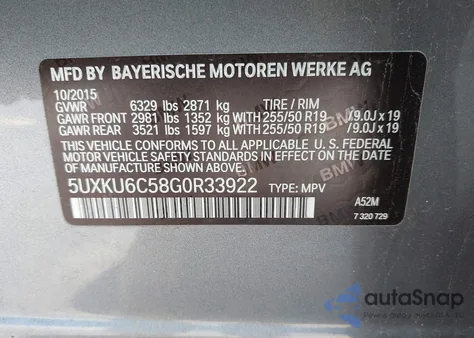 MFD BY BAYERISCHE MOTOREN WERKE AG
10/2015
GVWR 6329 lbs 2871 kg TIRE / RIM
GAWR FRONT 2981 lbs 1352 kg WITH 255/50 R19 /9.0J x 19
GAWR REAR 3521 lbs 1597 kg WITH 255/50 R19 /9.0J x 19
THIS VEHICLE CONFORMS TO ALL APPLICABLE U. S. FEDERAL
MOTOR VEHICLE SAFETY STANDARDS IN EFFECT
ON THE DATE OF MANUFACTURE SHOWN ABOVE.
5UXKU6C58G0R33922 TYPE: MPV
A52M
7 320 729
autoSnap